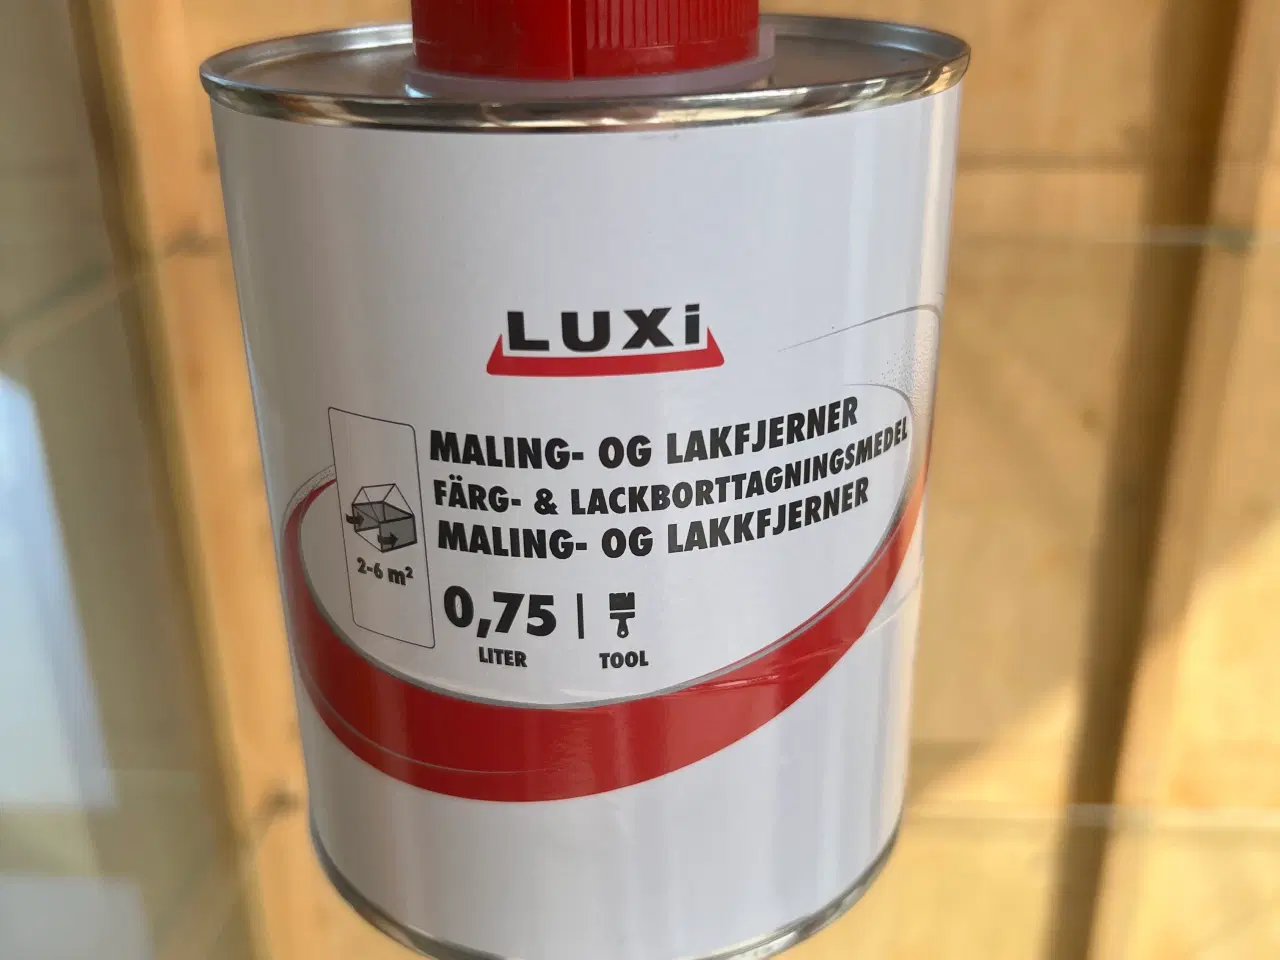 LUXi
MALING- OG LAKFJERNER
FÄRG- & LACKBORTTAGNINGSMEDEL
MALING- OG LAKKFJERNER
2-6 m²
0,75
LITER
TOOL